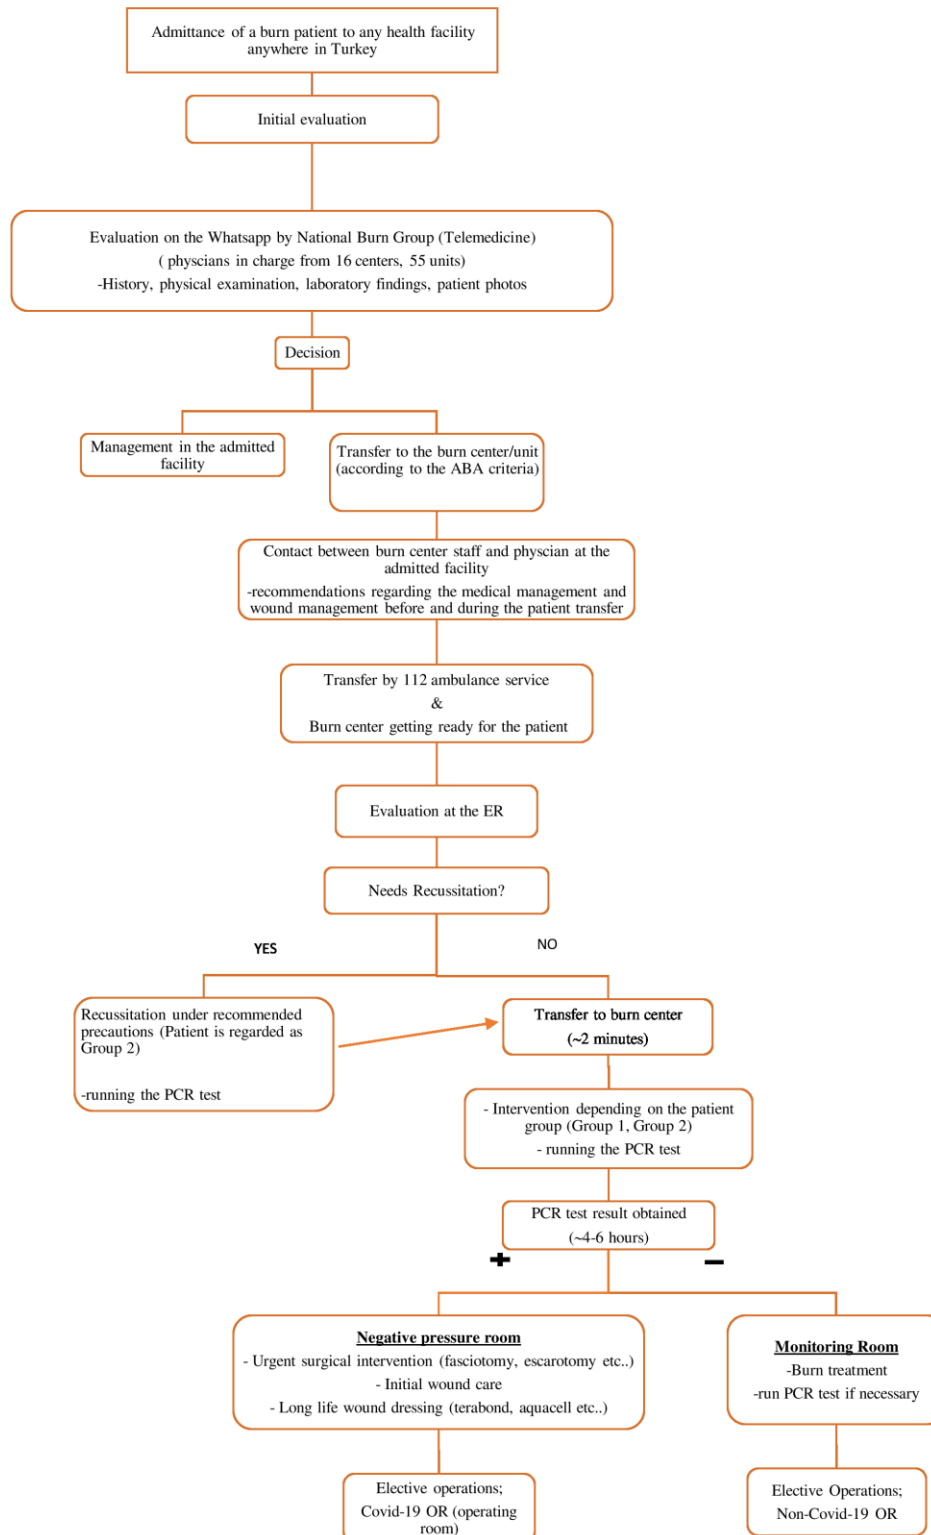 Admittance of a burn patient to any health facility
anywhere in Turkey
Initial evaluation
Evaluation on the Whatsapp by National Burn Group (Telemedicine)
( physcians in charge from 16 centers, 55 units)
-History, physical examination, laboratory findings, patient photos
Decision
Management in the admitted
facility
Transfer to the burn center/unit
(according to the ABA criteria)
Contact between burn center staff and physcian at the
admitted facility
-recommendations regarding the medical management and
wound management before and during the patient transfer
Transfer by 112 ambulance service
&
Burn center getting ready for the patient
Evaluation at the ER
Needs Recussitation?
YES
NO
Recussitation under recommended
precautions (Patient is regarded as
Group 2)
-running the PCR test
Transfer to burn center
(~2 minutes)
- Intervention depending on the patient
group (Group 1, Group 2)
- running the PCR test
PCR test result obtained
(~4-6 hours)
+
−
Negative pressure room
- Urgent surgical intervention (fasciotomy, escarotomy etc..)
- Initial wound care
- Long life wound dressing (terabond, aquacell etc..)
Monitoring Room
-Burn treatment
-run PCR test if necessary
Elective operations;
Covid-19 OR (operating
room)
Elective Operations;
Non-Covid-19 OR